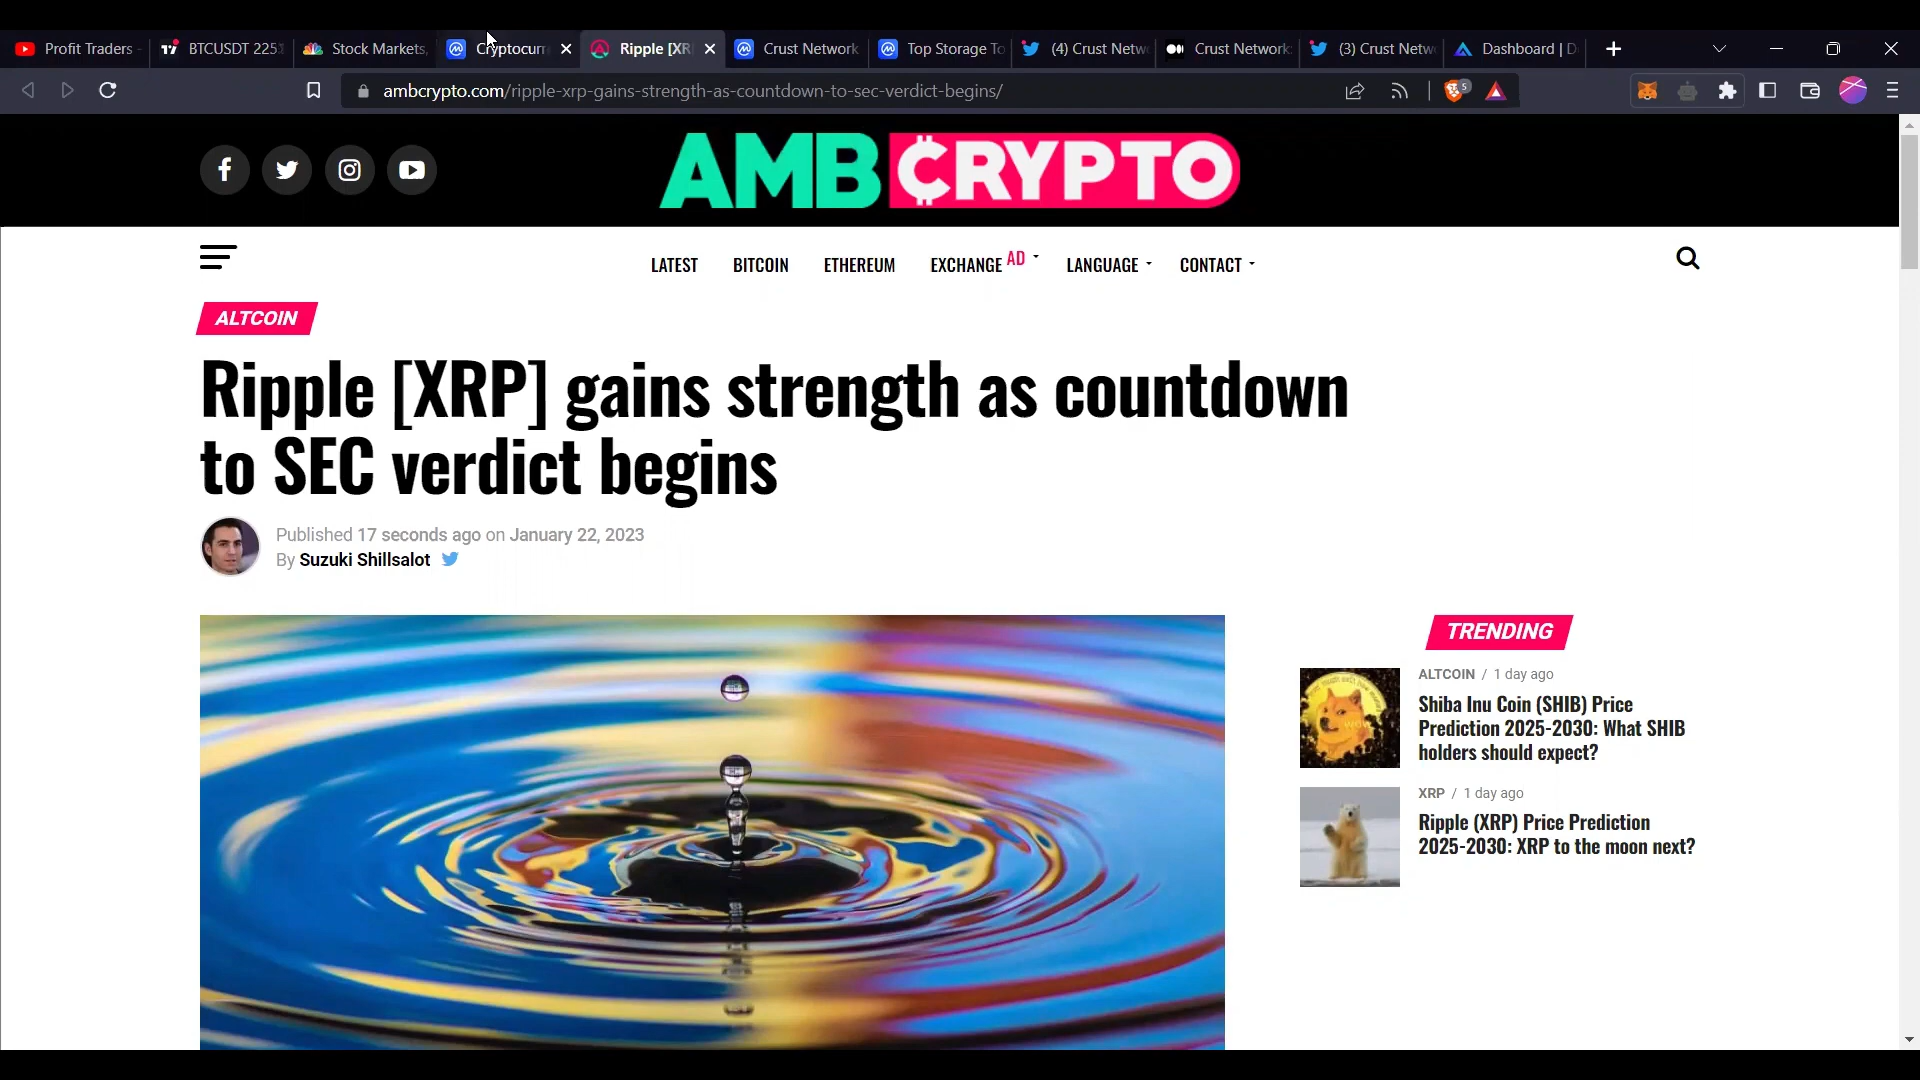 Profit Traders
BTCUSDT 225
Stock Markets,
Cryptocurr
Ripple [XR
Crust Network
Top Storage To
(4) Crust Netw
Crust Network:
(3) Crust Netw
Dashboard | D
ambcrypto.com/ripple-xrp-gains-strength-as-countdown-to-sec-verdict-begins/
5
AMBCRYPTO
LATEST
BITCOIN
ETHEREUM
EXCHANGE AD
LANGUAGE
CONTACT
ALTCOIN
Ripple [XRP] gains strength as countdown
to SEC verdict begins
Published 17 seconds ago on January 22, 2023
By Suzuki Shillsalot
TRENDING
ALTCOIN / 1 day ago
Shiba Inu Coin (SHIB) Price
Prediction 2025-2030: What SHIB
holders should expect?
XRP / 1 day ago
Ripple (XRP) Price Prediction
2025-2030: XRP to the moon next?